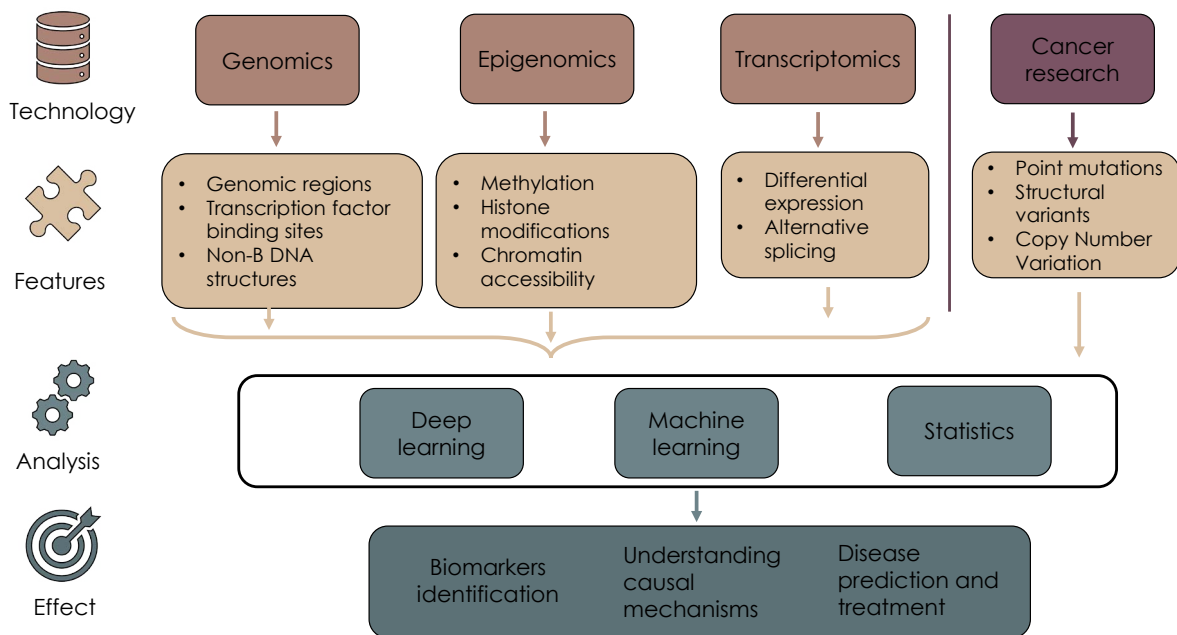 Technology
Genomics
Epigenomics
Transcriptomics
Cancer
research
Features
• Genomic regions
• Transcription factor
binding sites
• Non-B DNA
structures
• Methylation
• Histone
modifications
• Chromatin
accessibility
• Differential
expression
• Alternative
splicing
• Point mutations
• Structural
variants
• Copy Number
Variation
Analysis
Deep
learning
Machine
learning
Statistics
Effect
Biomarkers
identification
Understanding
causal
mechanisms
Disease
prediction and
treatment